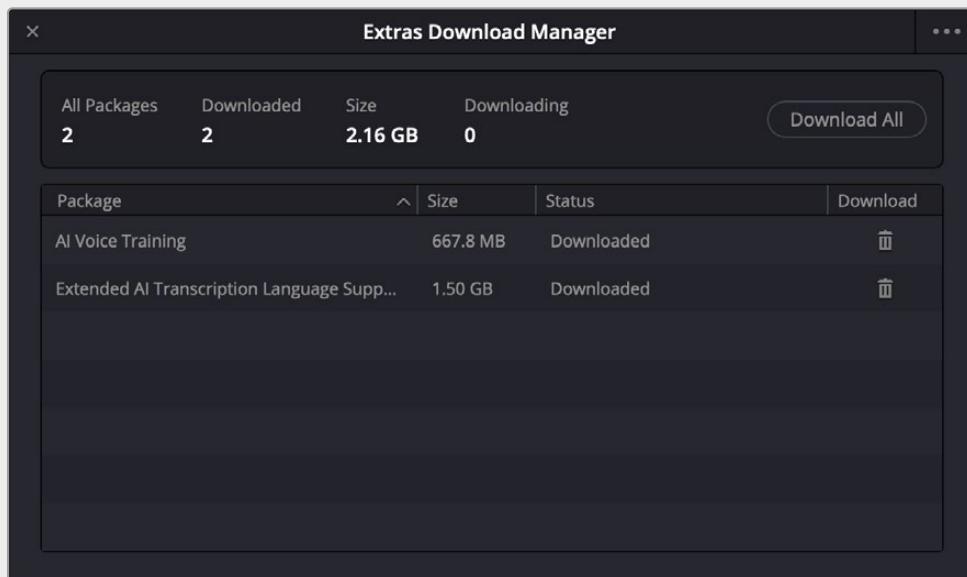 Extras Download Manager
All Packages Downloaded Size Downloading
2 2 2.16 GB 0
Download All
Package Size Status Download
AI Voice Training 667.8 MB Downloaded
Extended AI Transcription Language Supp... 1.50 GB Downloaded